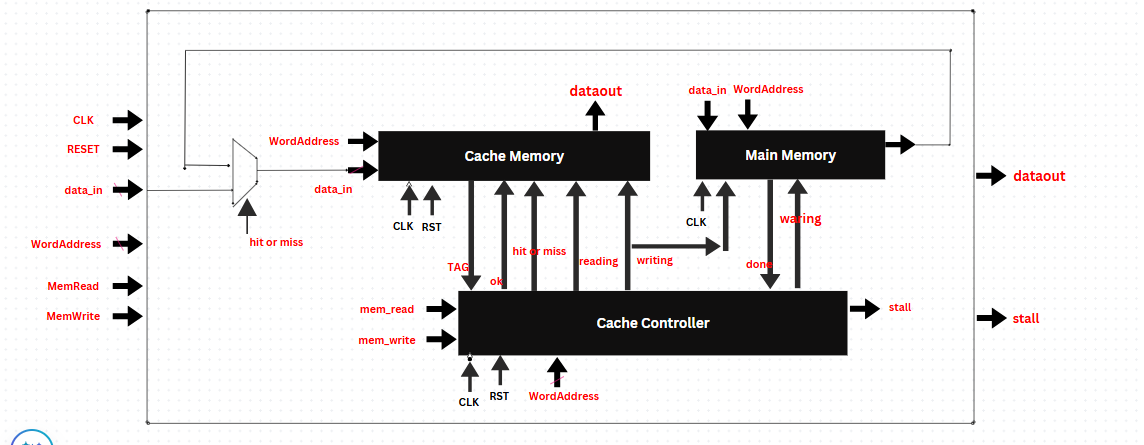 dataout
data_in
WordAddress
CLK
WordAddress
Cache Memory
Main Memory
RESET
dataout
data_in
data_in
CLK
RST
CLK
waring
WordAddress
hit or miss
hit or miss
reading
writing
TAG
ok
done
MemRead
mem_read
stall
MemWrite
mem_write
Cache Controller
stall
CLK
RST
WordAddress